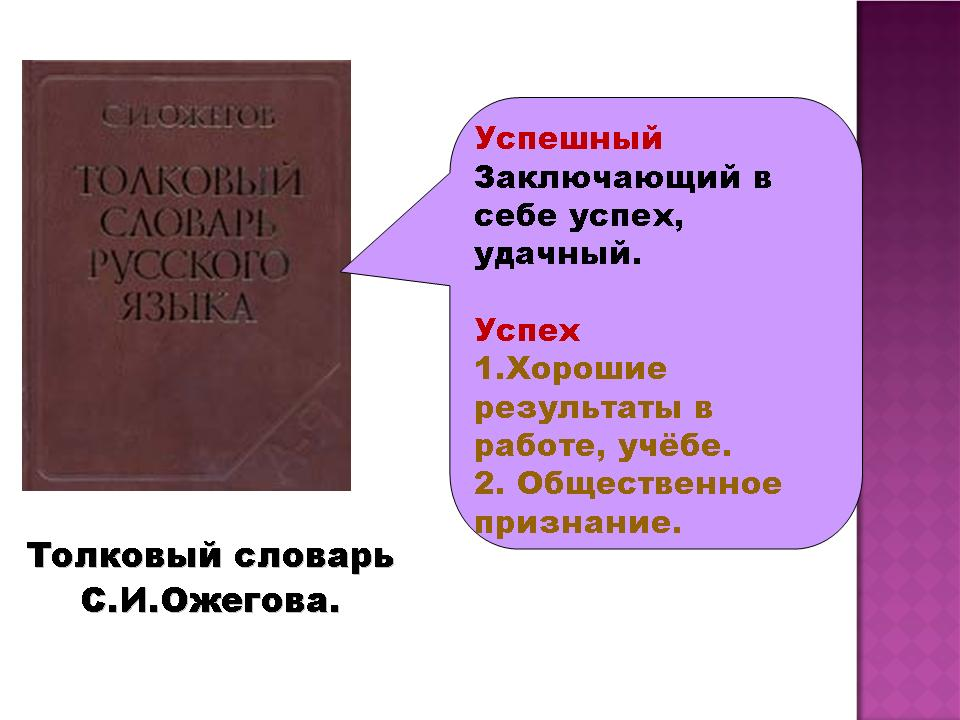 С.И.ОЖЕГОВ
ТОЛКОВЫЙ
СЛОВАРЬ
РУССКОГО
ЯЗЫКА
Толковый словарь
С.И.Ожегова.
Успешный
Заключающий в
себе успех,
удачный.
Успех
1.Хорошие
результаты в
работе, учёбе.
2. Общественное
признание.